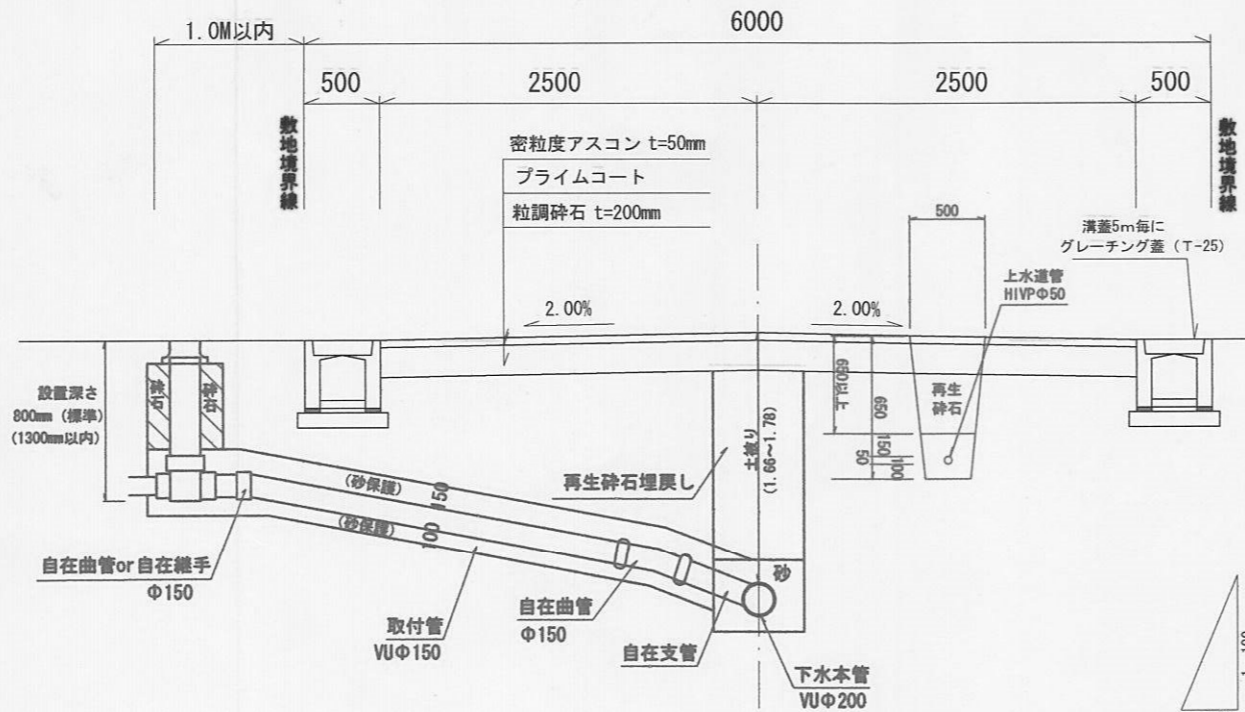 1.0M以内
6000
500
2500
2500
500
敷地境界線
敷地境界線
密粒度アスコン t=50mm
プライムコート
粒調砕石 t=200mm
500
溝蓋5m毎に
グレーチング蓋（T-25）
上水道管
HIVPΦ50
2.00%
2.00%
設置深さ
800mm（標準）
(1300mm以内)
砕石
砕石
650以上
650
150
50
100
再生
砕石
土被り
(1.66～1.78)
再生砕石埋戻し
(砂保護)
150
(砂保護)
100
砂
自在曲管or自在継手
Φ150
取付管
VUΦ150
自在曲管
Φ150
自在支管
下水本管
VUΦ200